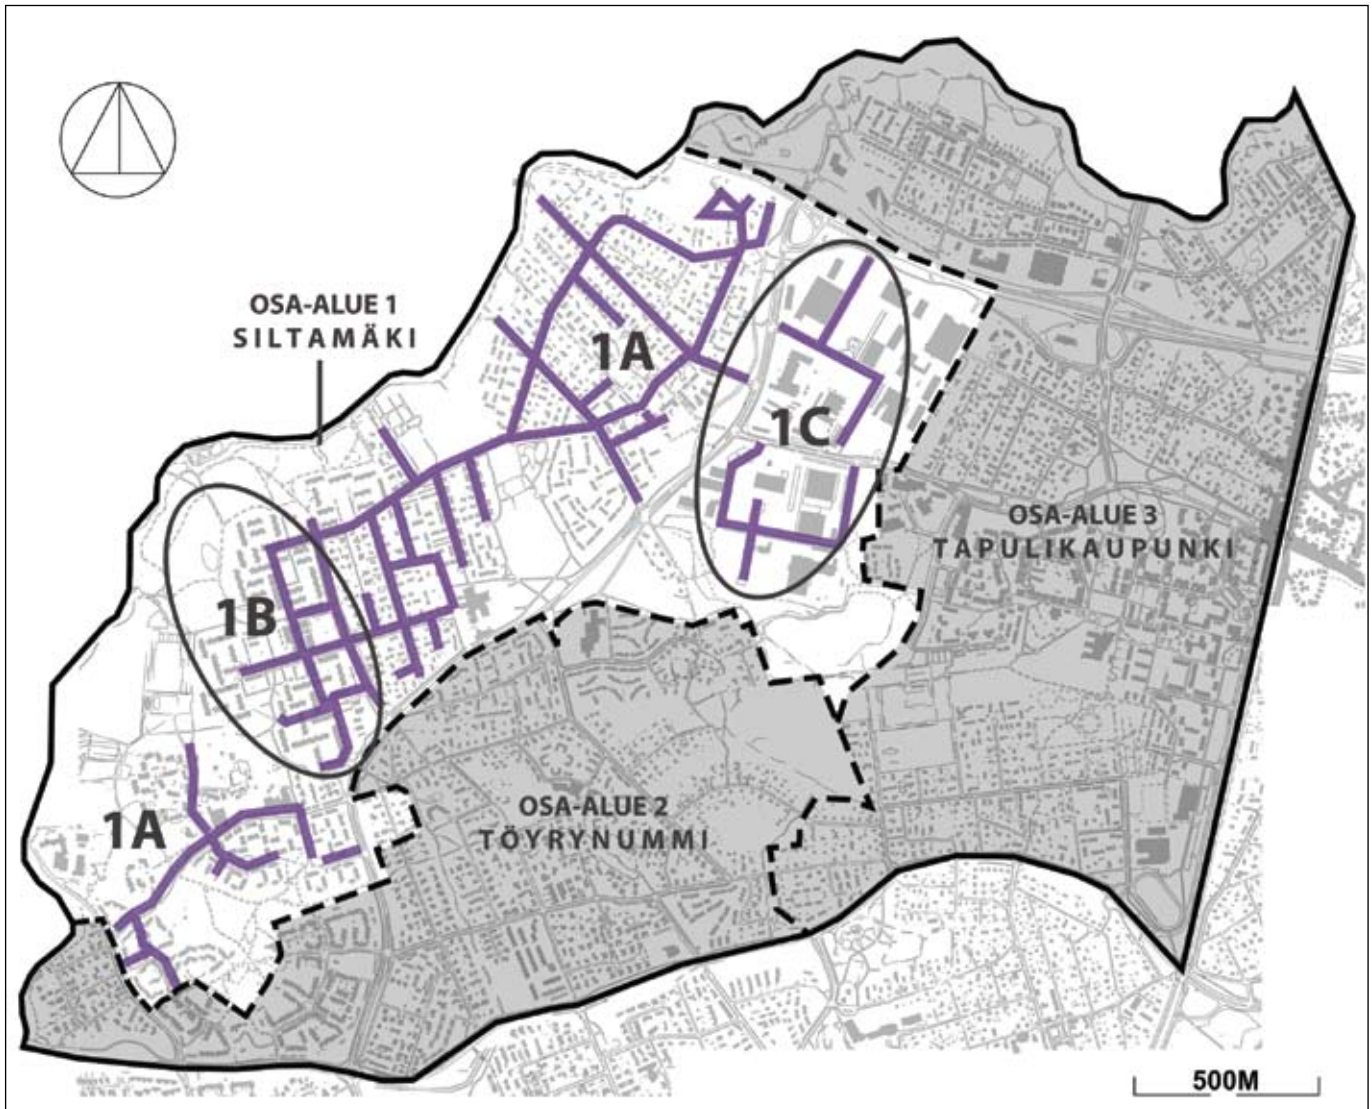 OSA-ALUE 1
SILTAMÄKI
1A
1C
1B
OSA-ALUE 3
TAPULIKAUPUNKI
1A
OSA-ALUE 2
TÖYRYNUMMI
500M